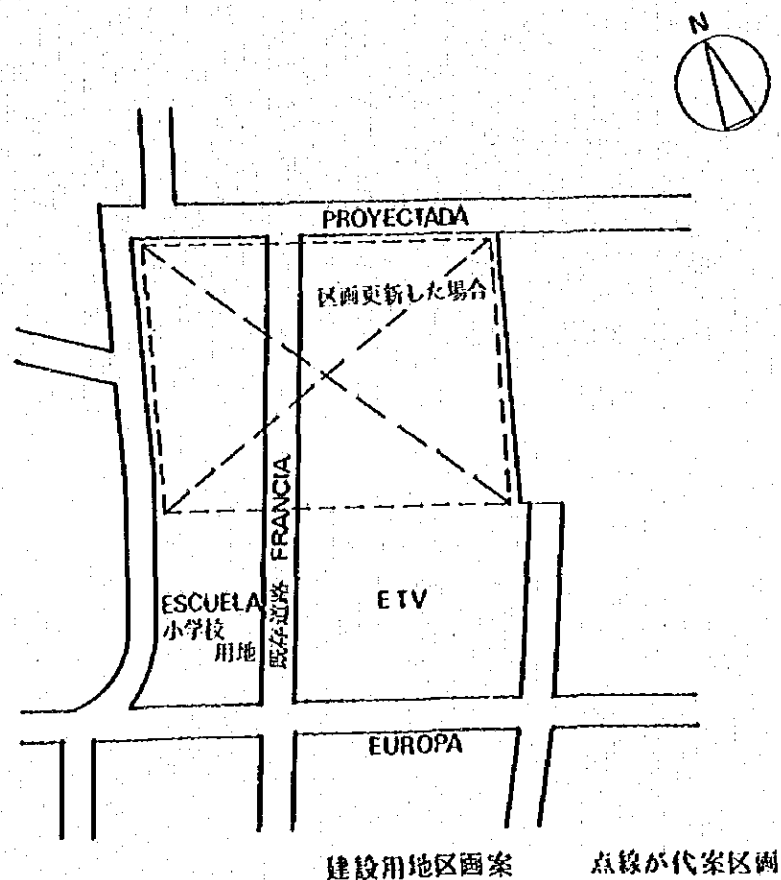 N
PROYECTADA
区画更新した場合
既存道路 FRANCIA
ESCUELA
小学校
用地
ETV
EUROPA
建設用地区画案 点線が代案区画